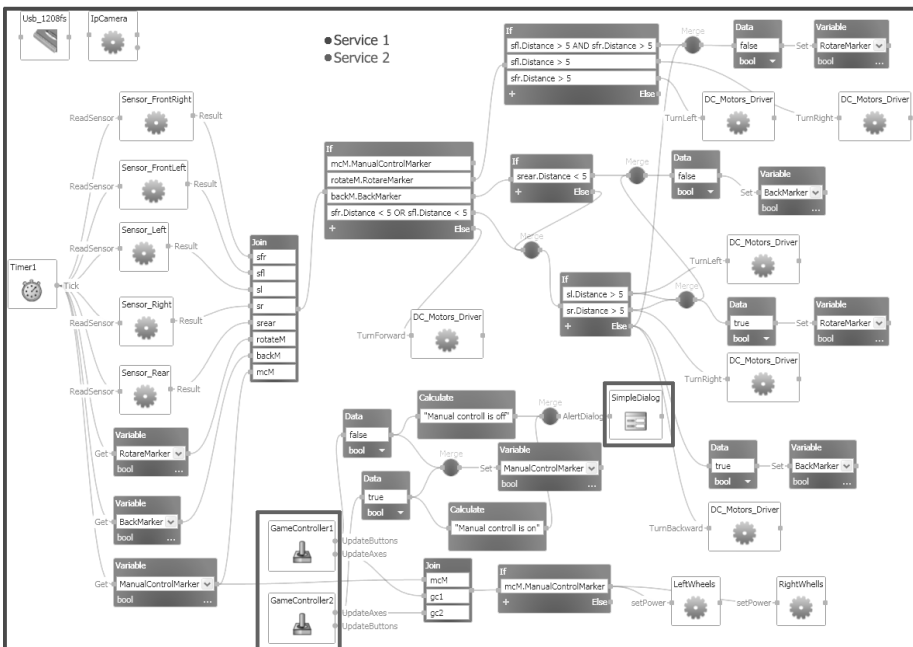 Usb_1208fs
IpCamera
Service 1
Service 2
If
sfl.Distance > 5 AND sfr.Distance > 5
sfl.Distance > 5
sfr.Distance > 5
+ Else
Merge
Data
false
bool
Set
Variable
RotareMarker
bool ...
TurnLeft
DC_Motors_Driver
TurnRight
DC_Motors_Driver
ReadSensor
Sensor_FrontRight
Result
ReadSensor
Sensor_FrontLeft
Result
ReadSensor
Sensor_Left
Result
ReadSensor
Sensor_Right
Result
ReadSensor
Sensor_Rear
Result
Timer1
Tick
Join
sfr
sfl
sl
sr
srear
rotateM
backM
mcM
If
mcM.ManualControlMarker
rotateM.RotareMarker
backM.BackMarker
sfr.Distance < 5 OR sfl.Distance < 5
+ Else
If
srear.Distance < 5
+ Else
Merge
Data
false
bool
Set
Variable
BackMarker
bool ...
Merge
TurnForward
DC_Motors_Driver
If
sl.Distance > 5
sr.Distance > 5
+ Else
TurnLeft
DC_Motors_Driver
Merge
Data
true
bool
Set
Variable
RotareMarker
bool ...
TurnRight
DC_Motors_Driver
Data
true
bool
Set
Variable
BackMarker
bool ...
TurnBackward
DC_Motors_Driver
Get
Variable
RotareMarker
bool ...
Get
Variable
BackMarker
bool ...
Get
Variable
ManualControlMarker
bool ...
Data
false
bool
Calculate
"Manual controll is off"
Merge
AlertDialog
SimpleDialog
Data
true
bool
Merge
Set
Variable
ManualControlMarker
bool ...
Calculate
"Manual controll is on"
GameController1
UpdateButtons
UpdateAxes
GameController2
UpdateAxes
UpdateButtons
Join
mcM
gc1
gc2
If
mcM.ManualControlMarker
+ Else
setPower
LeftWheels
setPower
RightWhells